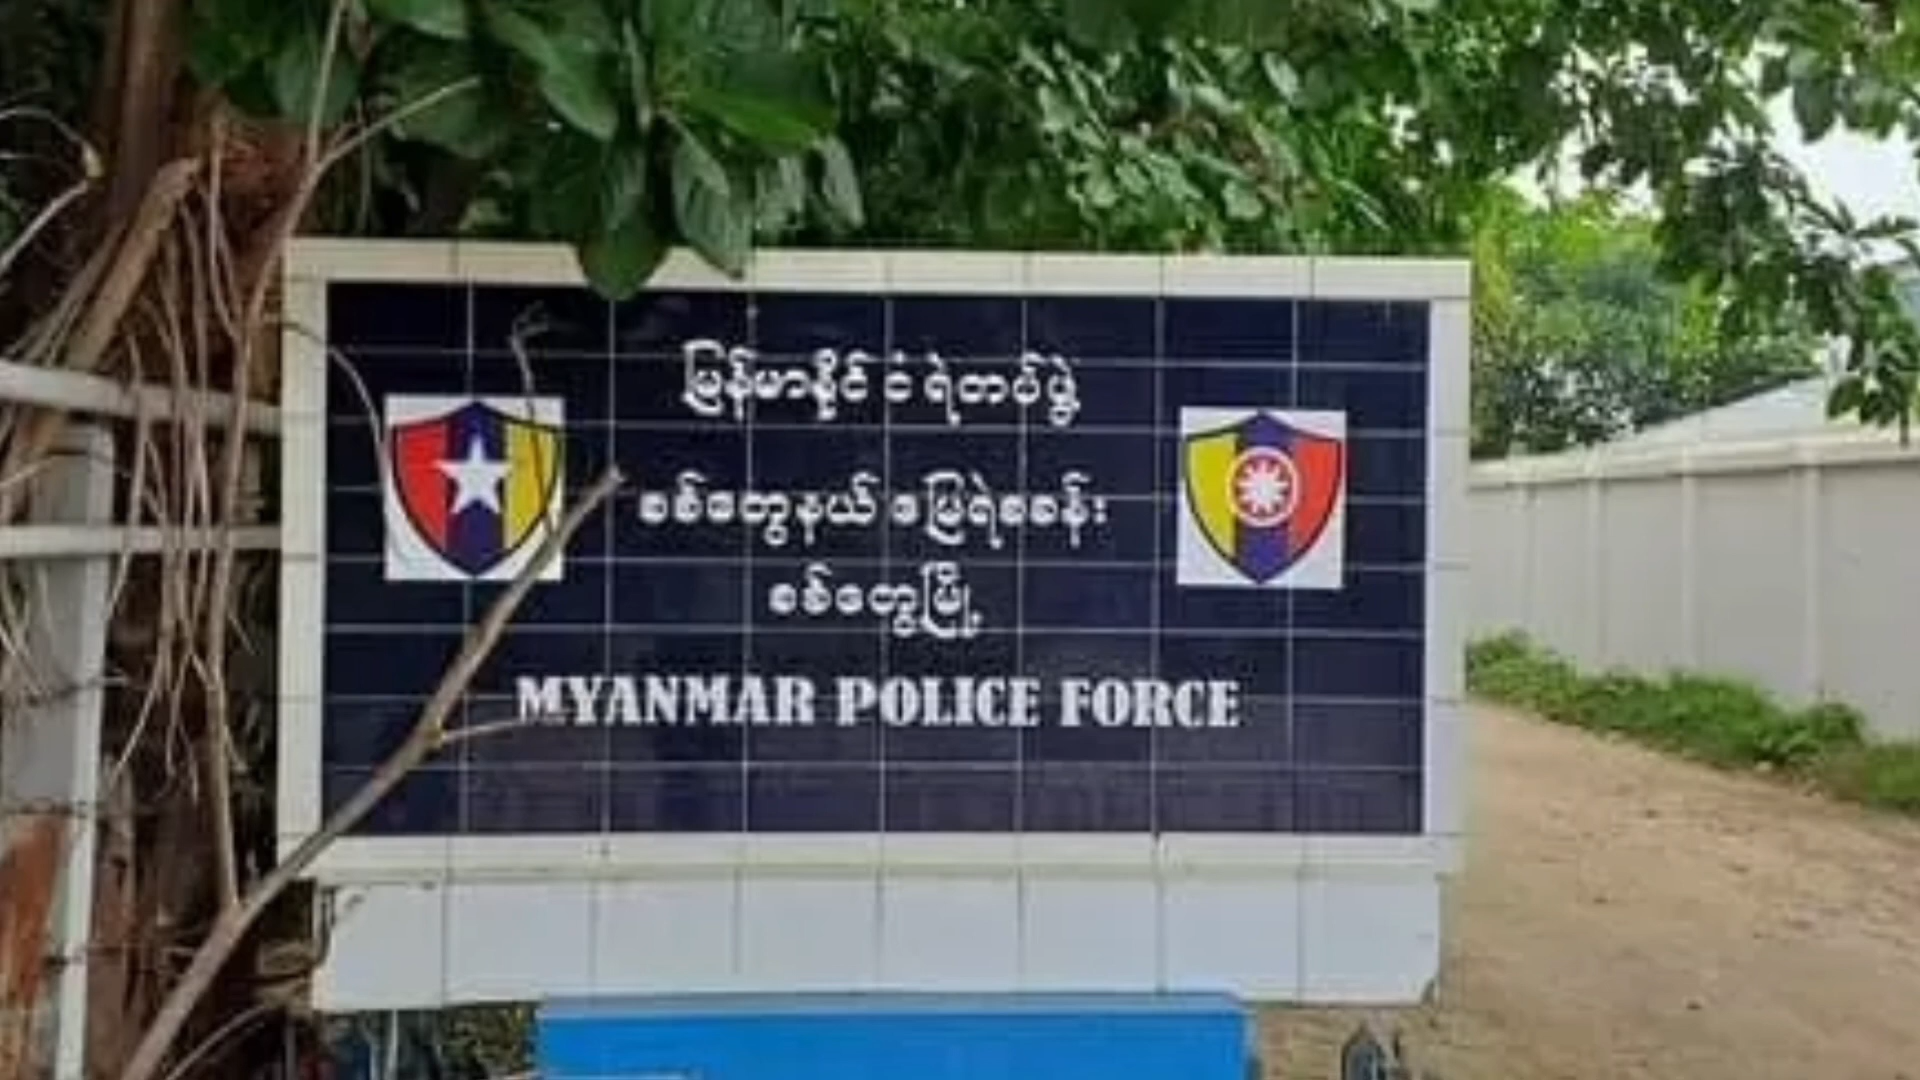 မြန်မာနိုင်ငံရဲတပ်ဖွဲ့
စစ်တွေနယ်မြေရဲစခန်း
စစ်တွေမြို့
MYANMAR POLICE FORCE